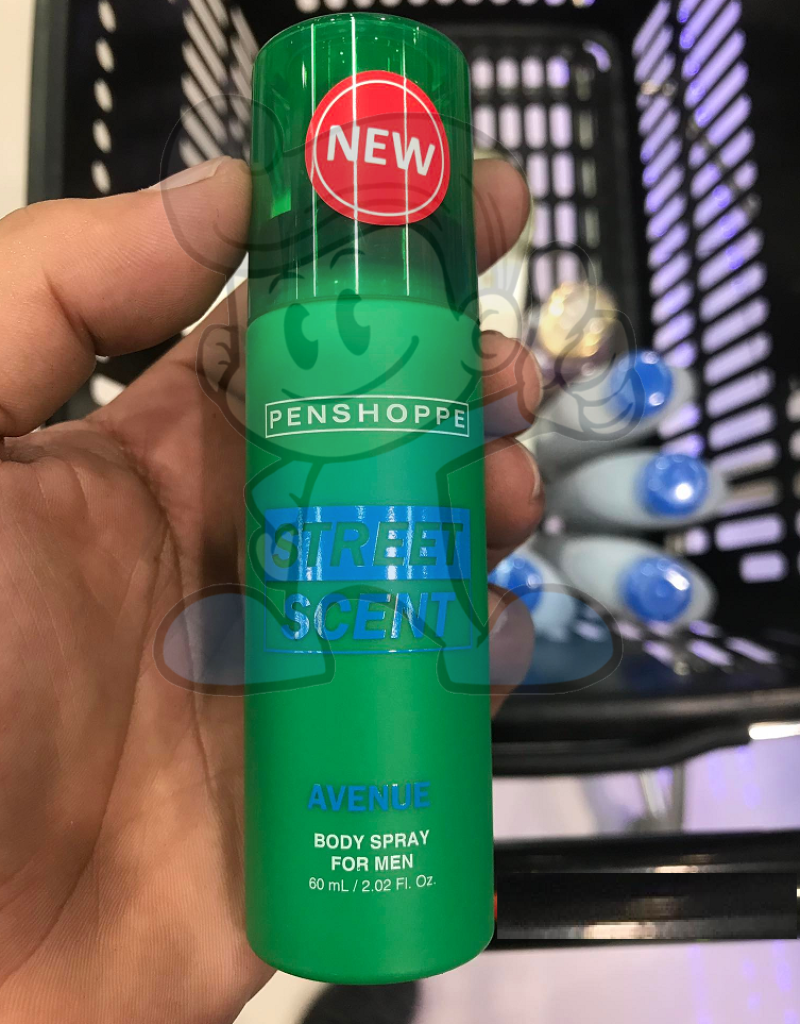 NEW
PENSHOPPE
STREET
SCENT
AVENUE
BODY SPRAY
FOR MEN
60 mL / 2.02 Fl. Oz.